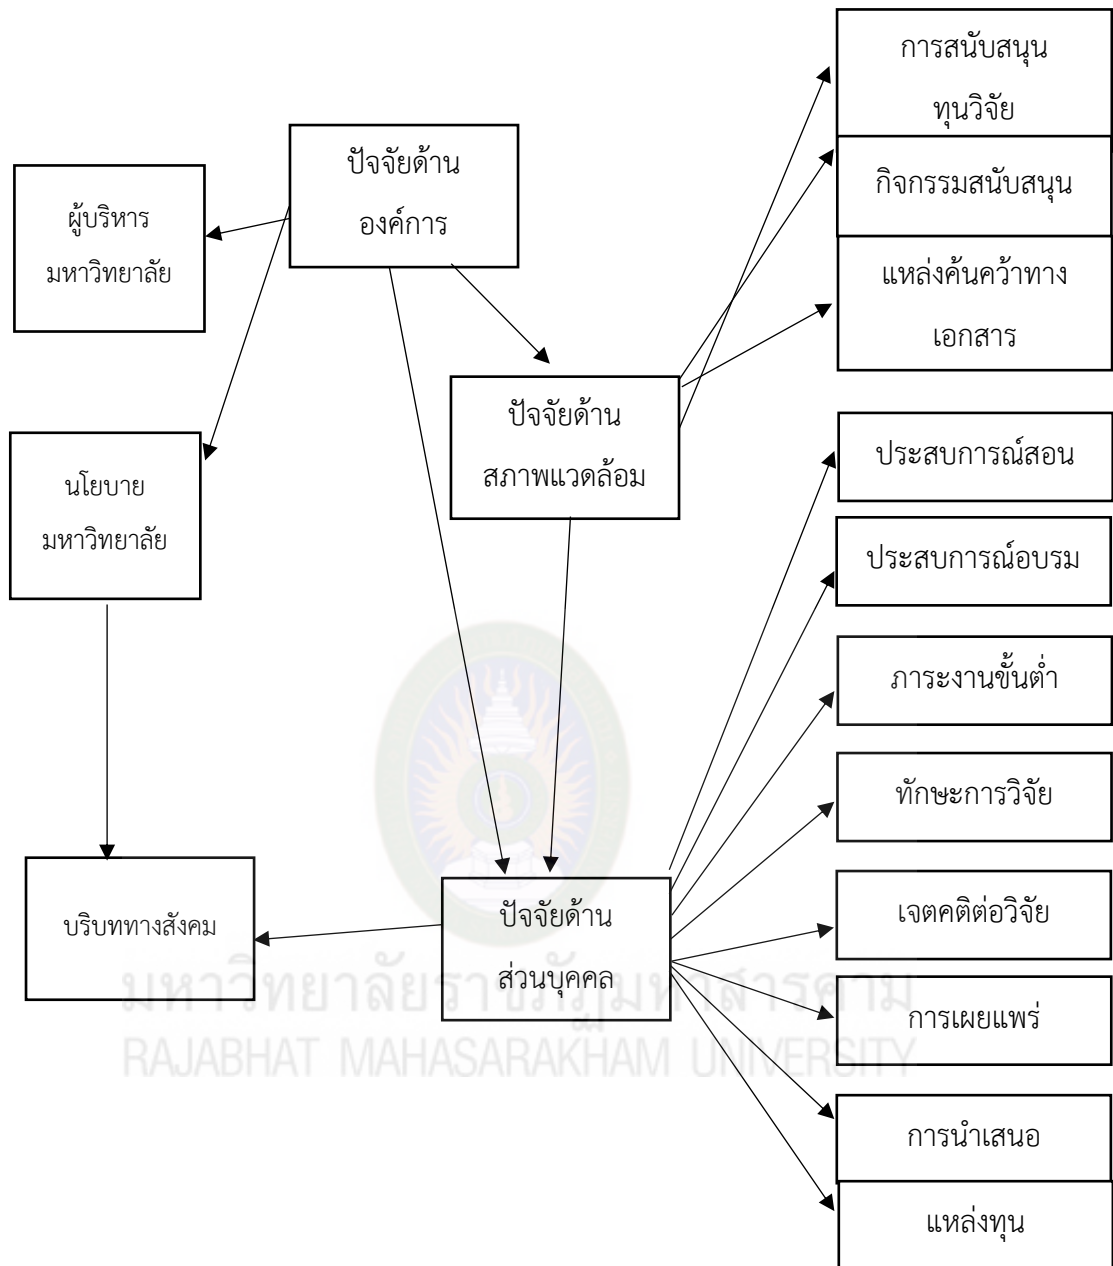 การสนับสนุน
ทุนวิจัย
ปัจจัยด้าน
องค์การ
กิจกรรมสนับสนุน
ผู้บริหาร
มหาวิทยาลัย
แหล่งค้นคว้าทาง
เอกสาร
ปัจจัยด้าน
สภาพแวดล้อม
ประสบการณ์สอน
นโยบาย
มหาวิทยาลัย
ประสบการณ์อบรม
ภาระงานขั้นต่ำ
ทักษะการวิจัย
บริบททางสังคม
ปัจจัยด้าน
ส่วนบุคคล
เจตคติต่อวิจัย
การเผยแพร่
มหาวิทยาลัยราชภัฏมหาสารคาม
RAJABHAT MAHASARAKHAM UNIVERSITY
การนำเสนอ
แหล่งทุน